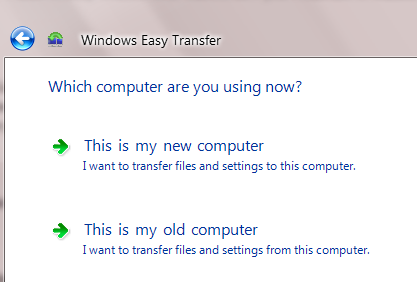 Windows Easy Transfer
Which computer are you using now?
This is my new computer
I want to transfer files and settings to this computer.
This is my old computer
I want to transfer files and settings from this computer.